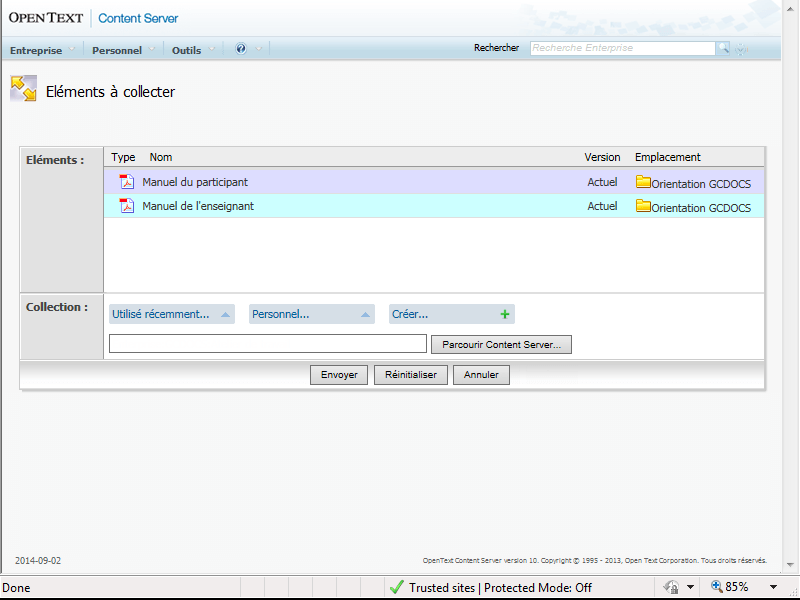 OPEN TEXT | Content Server
Entreprise Personnel Outils Rechercher Recherche Enterprise
Eléments à collecter
Eléments : Type Nom Version Emplacement
Manuel du participant Actuel Orientation GCDOCS
Manuel de l'enseignant Actuel Orientation GCDOCS
Collection : Utilisé récemment... Personnel... Créer...
Parcourir Content Server...
Envoyer Réinitialiser Annuler
2014-09-02 OpenText Content Server version 10. Copyright © 1995 - 2013, Open Text Corporation. Tous droits réservés.
Done Trusted sites | Protected Mode: Off 85%